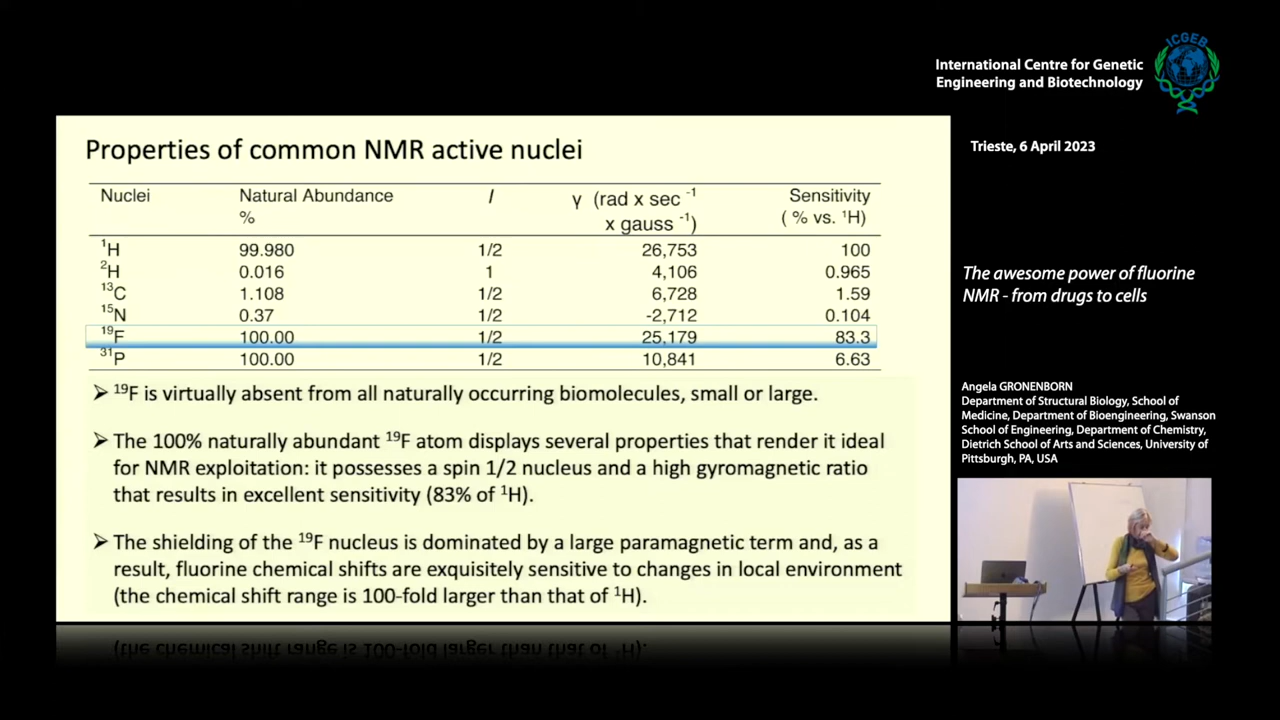 ICGEB
International Centre for Genetic
Engineering and Biotechnology
Trieste, 6 April 2023
The awesome power of fluorine
NMR - from drugs to cells
Angela GRONENBORN
Department of Structural Biology, School of
Medicine, Department of Bioengineering, Swanson
School of Engineering, Department of Chemistry,
Dietrich School of Arts and Sciences, University of
Pittsburgh, PA, USA
Properties of common NMR active nuclei
Nuclei Natural Abundance % I γ (rad x sec ⁻¹ x gauss ⁻¹) Sensitivity ( % vs. ¹H)
¹H 99.980 1/2 26,753 100
²H 0.016 1 4,106 0.965
¹³C 1.108 1/2 6,728 1.59
¹⁵N 0.37 1/2 -2,712 0.104
¹⁹F 100.00 1/2 25,179 83.3
³¹P 100.00 1/2 10,841 6.63
➢ ¹⁹F is virtually absent from all naturally occurring biomolecules, small or large.
➢ The 100% naturally abundant ¹⁹F atom displays several properties that render it ideal
for NMR exploitation: it possesses a spin 1/2 nucleus and a high gyromagnetic ratio
that results in excellent sensitivity (83% of ¹H).
➢ The shielding of the ¹⁹F nucleus is dominated by a large paramagnetic term and, as a
result, fluorine chemical shifts are exquisitely sensitive to changes in local environment
(the chemical shift range is 100-fold larger than that of ¹H).